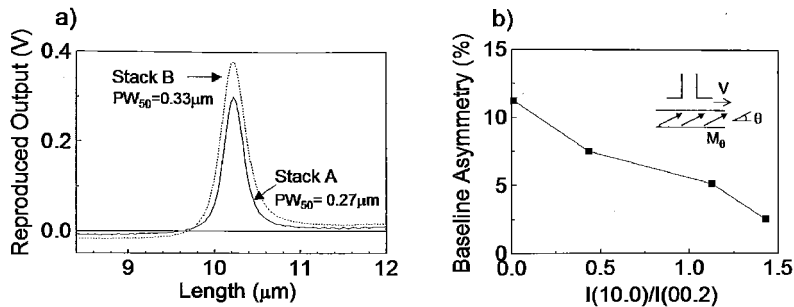 a)
Reproduced Output (V)
0.4
0.2
0.0
Stack B
PW50=0.33μm
Stack A
PW50= 0.27μm
9
10
11
12
Length (μm)
b)
Baseline Asymmetry (%)
15
10
5
0
V
θ
Mθ
0.0
0.5
1.0
1.5
I(10.0)/I(00.2)